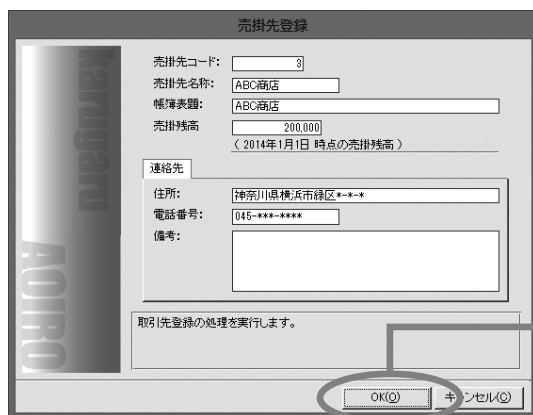 売掛先登録
karugaru
AOIRO
売掛先コード: 3
売掛先名称: ABC商店
帳簿表題: ABC商店
売掛残高 200,000
（ 2014年1月1日 時点の売掛残高 ）
連絡先
住所: 神奈川県横浜市緑区*-*-*
電話番号: 045-***-****
備考:
取引先登録の処理を実行します。
OK(O) キャンセル(C)